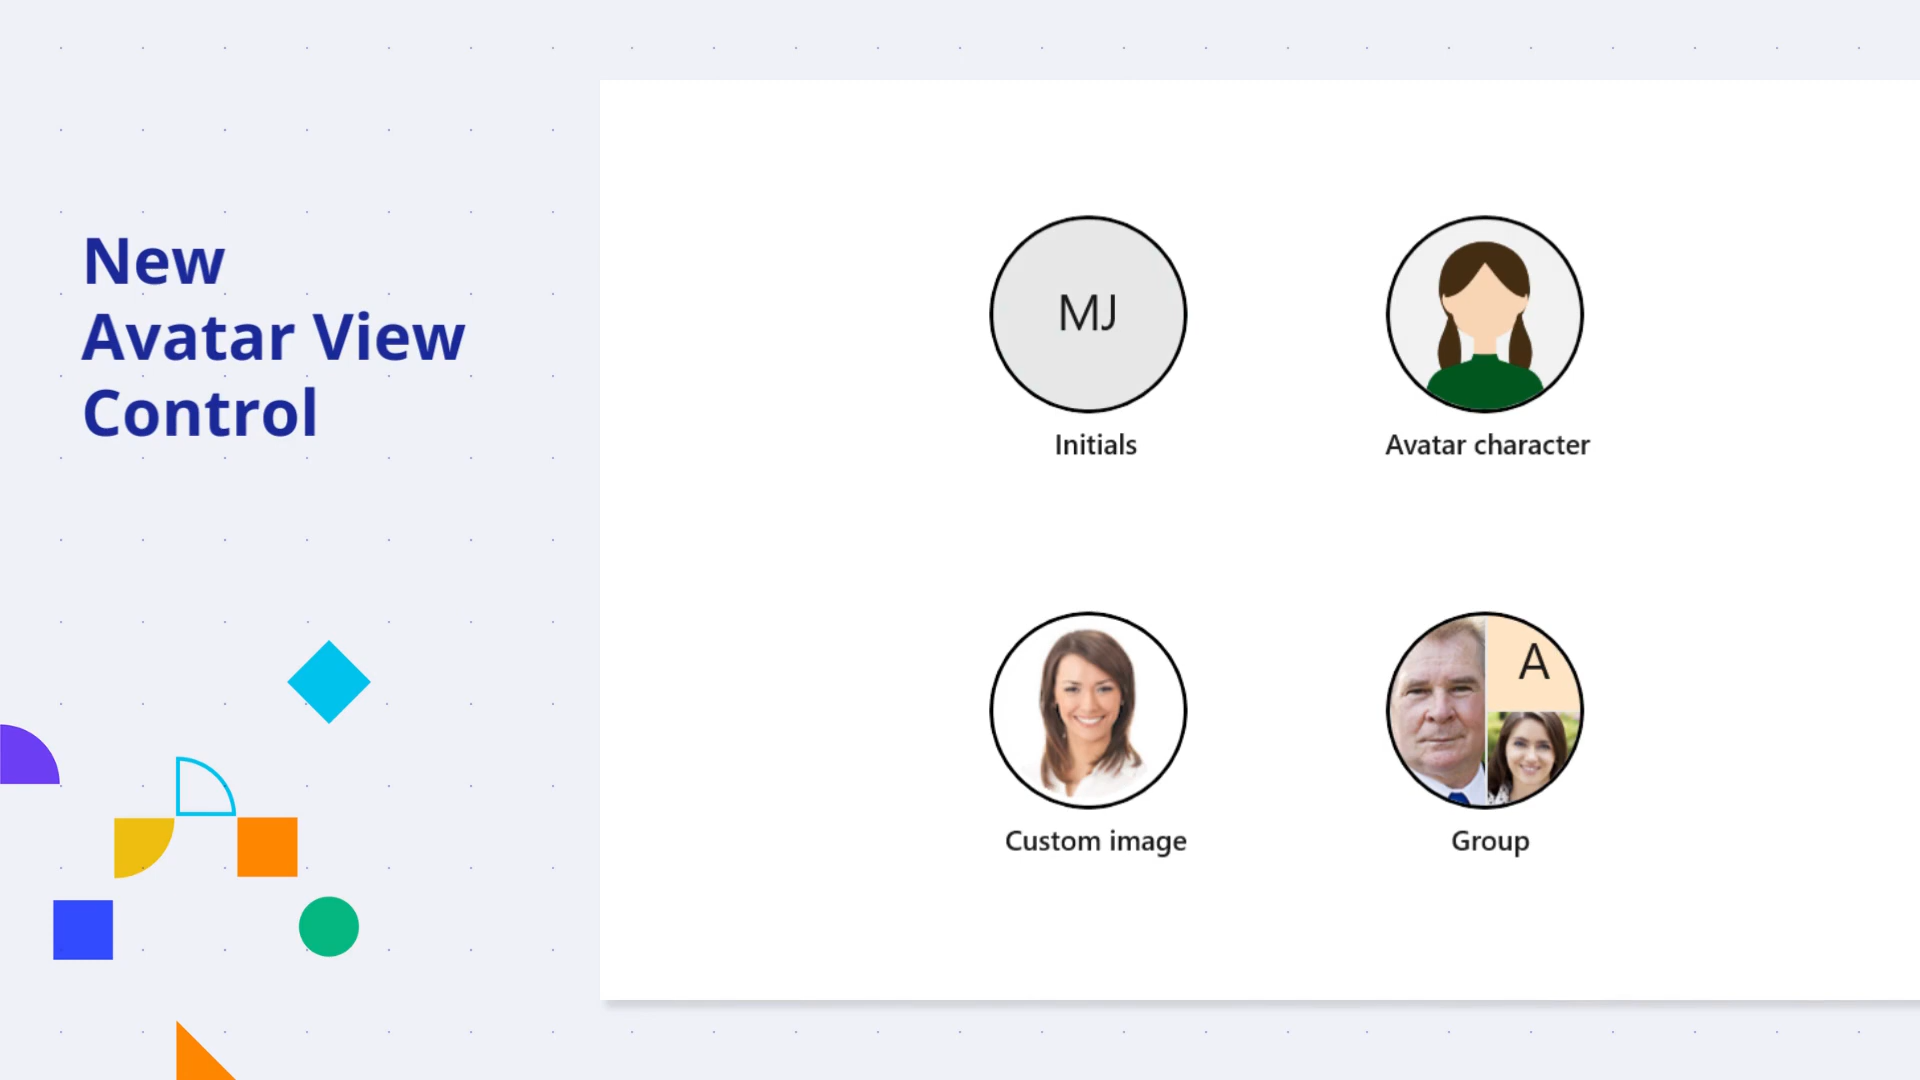 New
Avatar View
Control
MJ
Initials
Avatar character
A
Custom image
Group